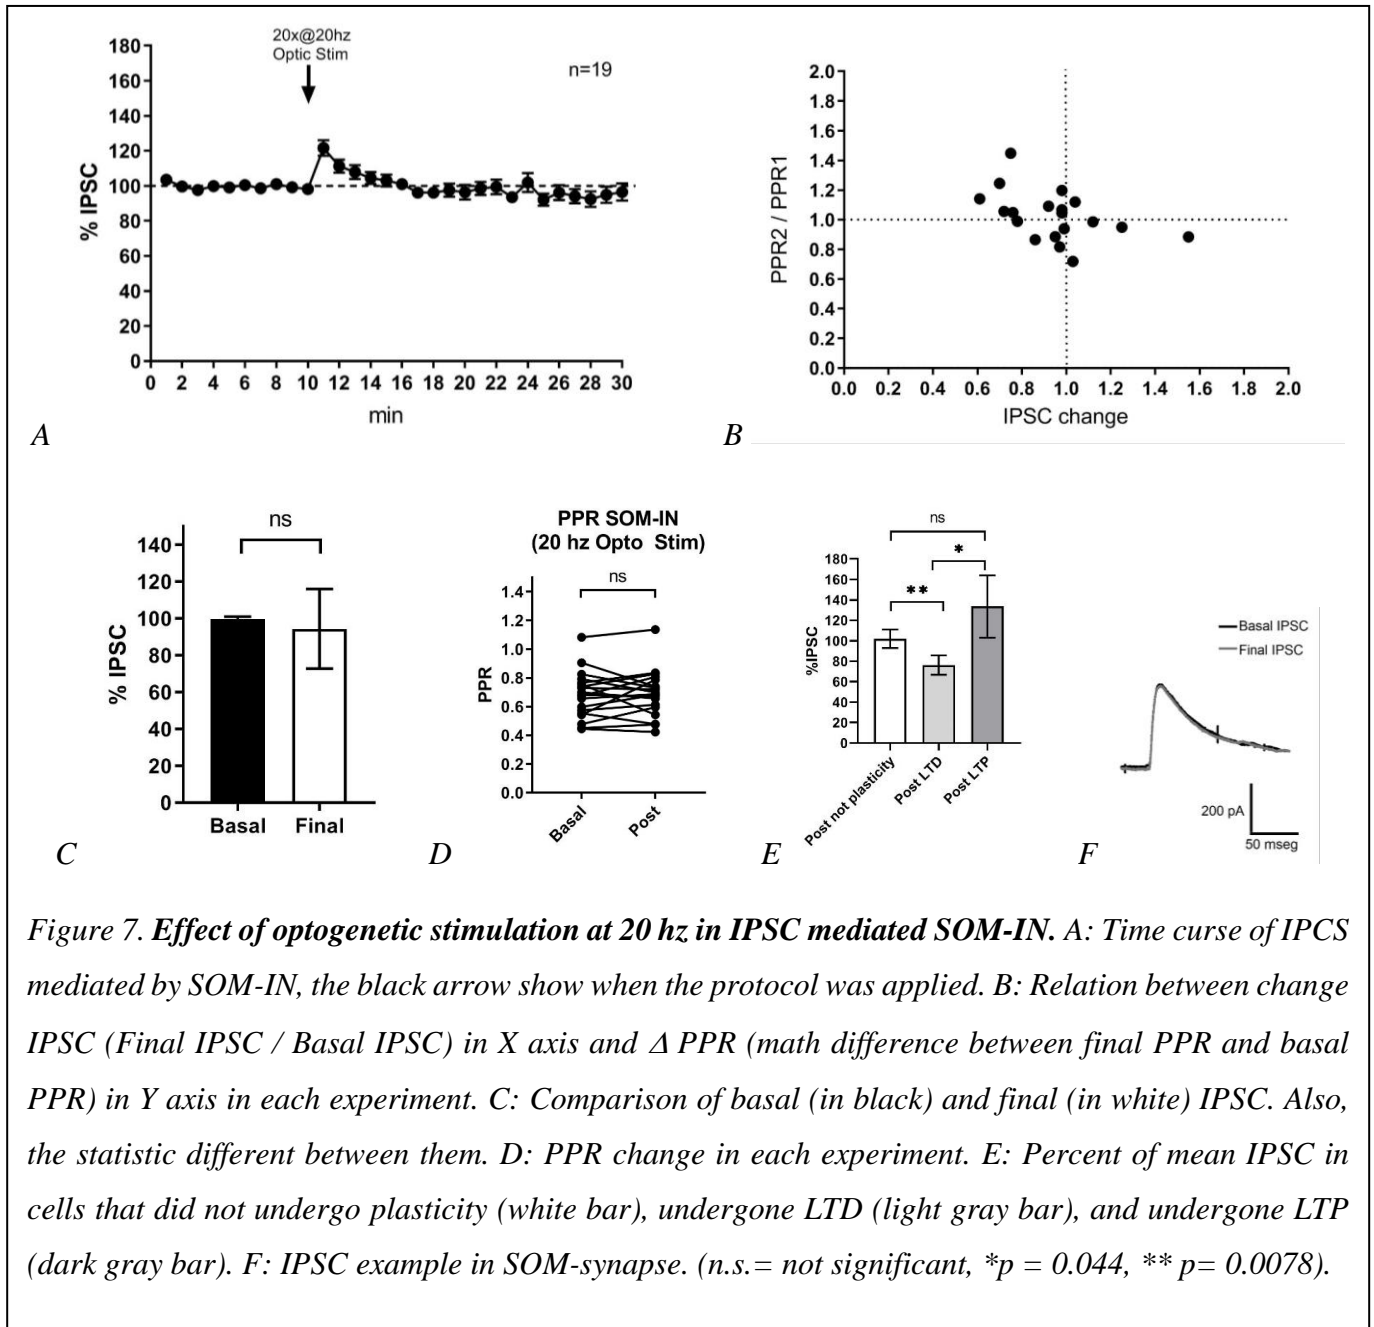 20x@20hz
Optic Stim
n=19
% IPSC
180
160
140
120
100
80
60
40
20
0
0 2 4 6 8 10 12 14 16 18 20 22 24 26 28 30
min
A
PPR2 / PPR1
2.0
1.8
1.6
1.4
1.2
1.0
0.8
0.6
0.4
0.2
0.0
0.0 0.2 0.4 0.6 0.8 1.0 1.2 1.4 1.6 1.8 2.0
IPSC change
B
ns
% IPSC
140
120
100
80
60
40
20
0
Basal Final
C
PPR SOM-IN
(20 hz Opto Stim)
ns
PPR
1.4
1.2
1.0
0.8
0.6
0.4
0.2
0.0
Basal Post
D
ns
*
**
%IPSC
180
160
140
120
100
80
60
40
20
0
Post not plasticity Post LTD Post LTP
E
Basal IPSC
Final IPSC
200 pA
50 mseg
F
Figure 7. Effect of optogenetic stimulation at 20 hz in IPSC mediated SOM-IN. A: Time curse of IPCS
mediated by SOM-IN, the black arrow show when the protocol was applied. B: Relation between change
IPSC (Final IPSC / Basal IPSC) in X axis and Δ PPR (math difference between final PPR and basal
PPR) in Y axis in each experiment. C: Comparison of basal (in black) and final (in white) IPSC. Also,
the statistic different between them. D: PPR change in each experiment. E: Percent of mean IPSC in
cells that did not undergo plasticity (white bar), undergone LTD (light gray bar), and undergone LTP
(dark gray bar). F: IPSC example in SOM-synapse. (n.s.= not significant, *p = 0.044, ** p= 0.0078).